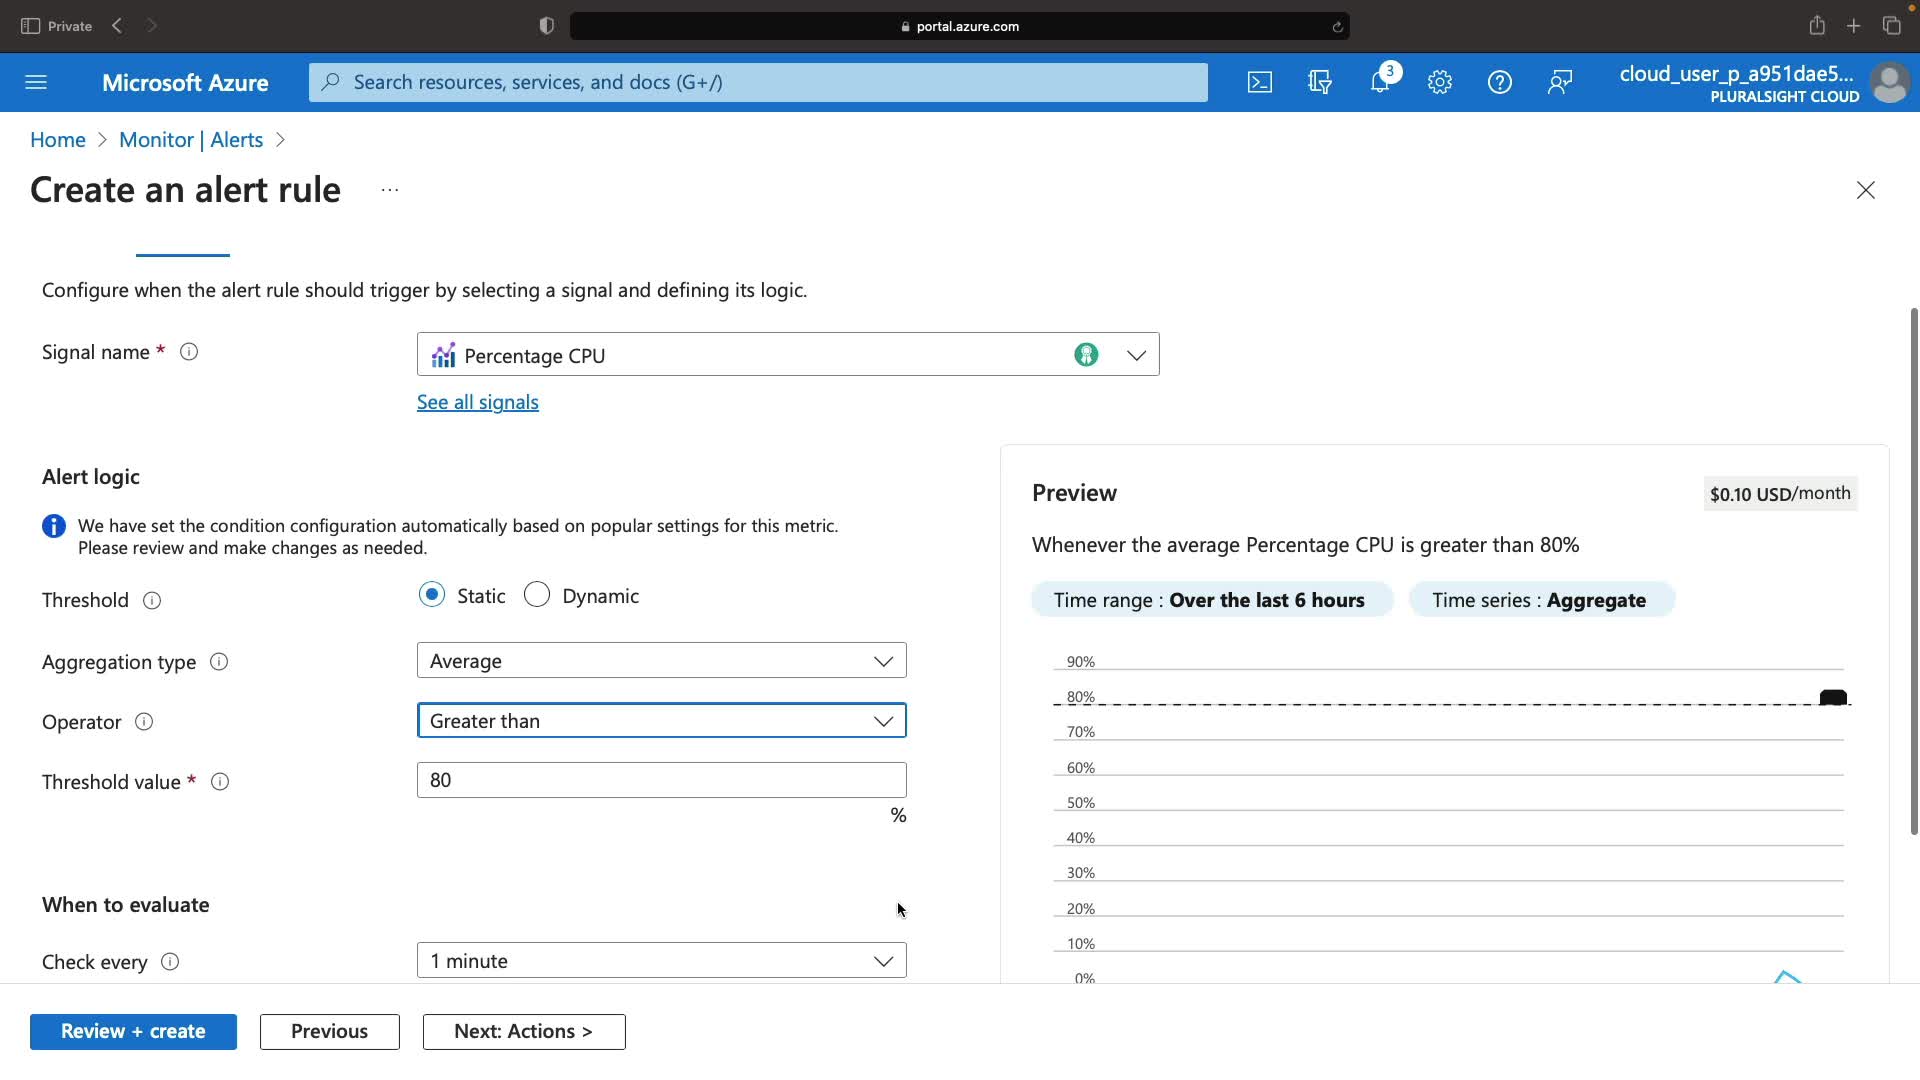 Private
portal.azure.com
Microsoft Azure
Search resources, services, and docs (G+/)
3
cloud_user_p_a951dae5...
PLURALSIGHT CLOUD
Home > Monitor | Alerts >
Create an alert rule ...
Configure when the alert rule should trigger by selecting a signal and defining its logic.
Signal name *
Percentage CPU
See all signals
Alert logic
We have set the condition configuration automatically based on popular settings for this metric.
Please review and make changes as needed.
Threshold
Static
Dynamic
Aggregation type
Average
Operator
Greater than
Threshold value *
80
%
When to evaluate
Check every
1 minute
Preview
$0.10 USD/month
Whenever the average Percentage CPU is greater than 80%
Time range : Over the last 6 hours
Time series : Aggregate
90%
80%
70%
60%
50%
40%
30%
20%
10%
0%
Review + create
Previous
Next: Actions >